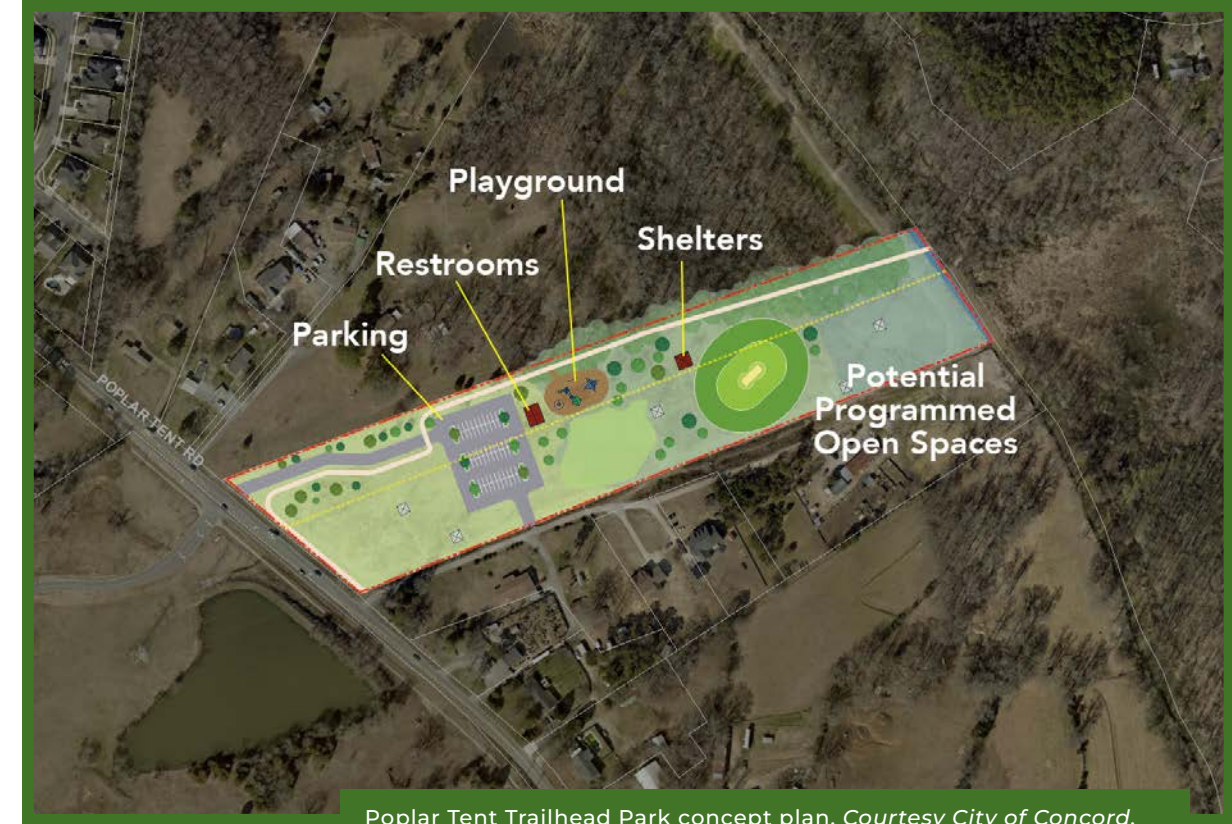 Playground
Shelters
Restrooms
Parking
POPLAR TENT RD
Potential
Programmed
Open Spaces
Poplar Tent Trailhead Park concept plan. Courtesy City of Concord.